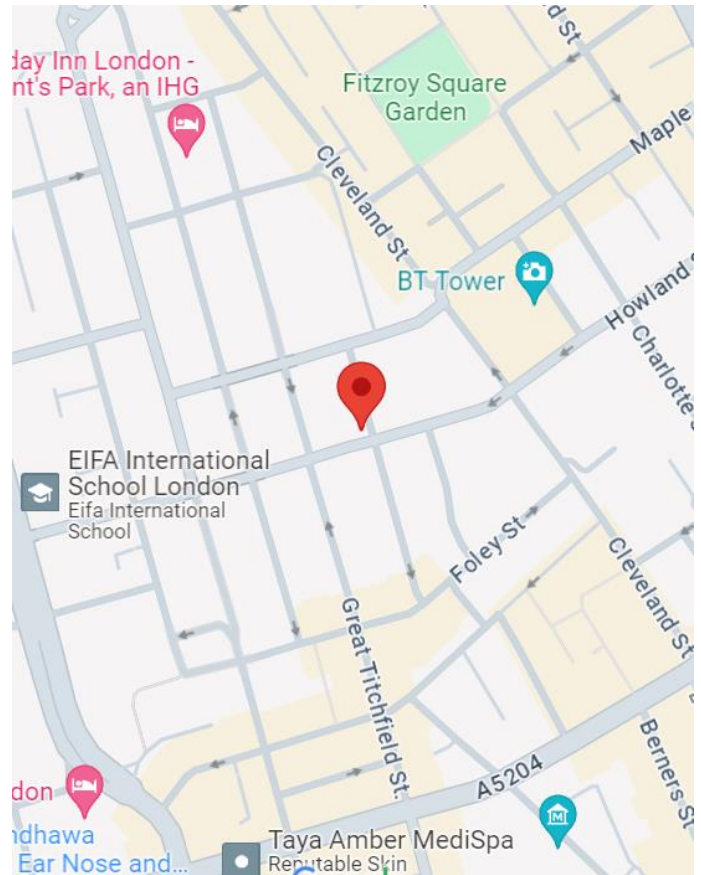 day Inn London -
nt's Park, an IHG
Fitzroy Square
Garden
d St
Maple
Cleveland St
BT Tower
Howland
Charlotte
EIFA International
School London
Eifa International
School
Foley St
Cleveland St
Great Titchfield St.
A5204
Berners St
don
ndhawa
Ear Nose and...
Taya Amber MediSpa
Reputable Skin